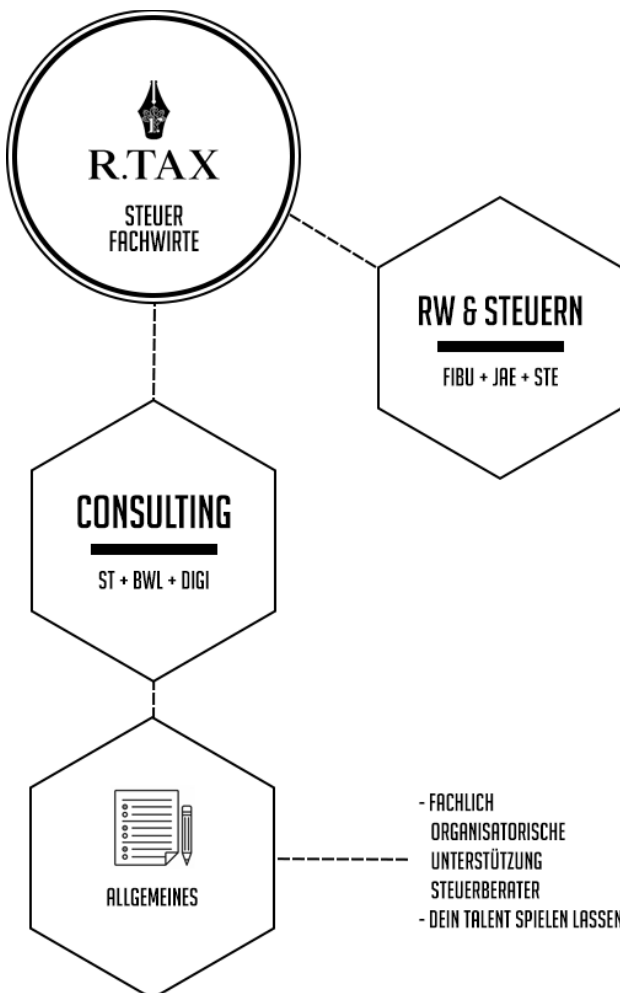 R.TAX
STEUER
FACHWIRTE
RW & STEUERN
FIBU + JAE + STE
CONSULTING
ST + BWL + DIGI
ALLGEMEINES
- FACHLICH
ORGANISATORISCHE
UNTERSTÜTZUNG
STEUERBERATER
- DEIN TALENT SPIELEN LASSEN